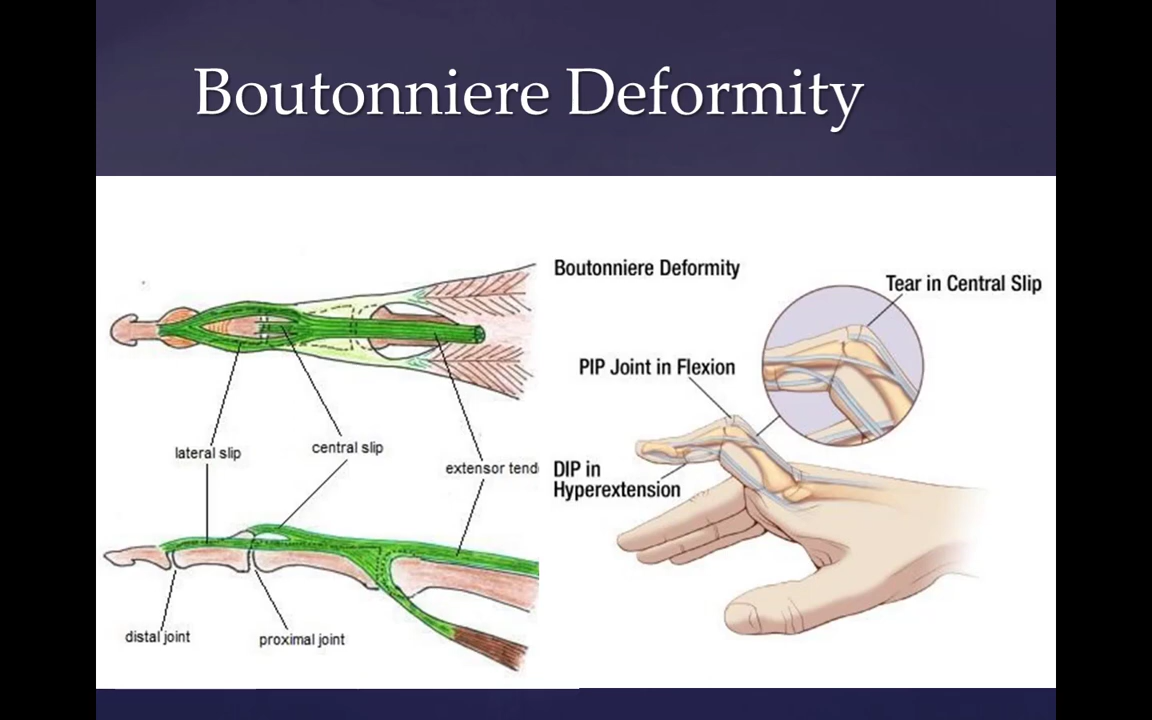 Boutonniere Deformity
Boutonniere Deformity
Tear in Central Slip
PIP Joint in Flexion
DIP in
Hyperextension
lateral slip
central slip
extensor tend
distal joint
proximal joint